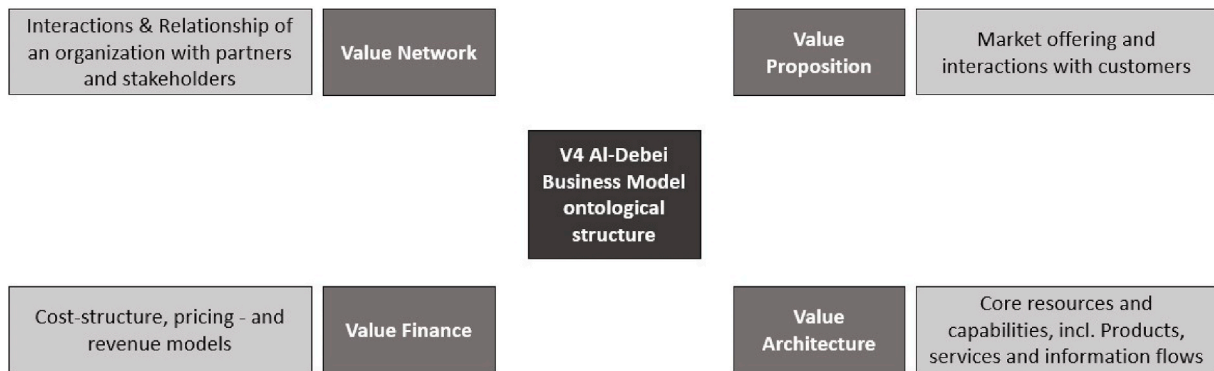 Interactions & Relationship of
an organization with partners
and stakeholders
Value Network
Value
Proposition
Market offering and
interactions with customers
V4 Al-Debei
Business Model
ontological
structure
Cost-structure, pricing - and
revenue models
Value Finance
Value
Architecture
Core resources and
capabilities, incl. Products,
services and information flows